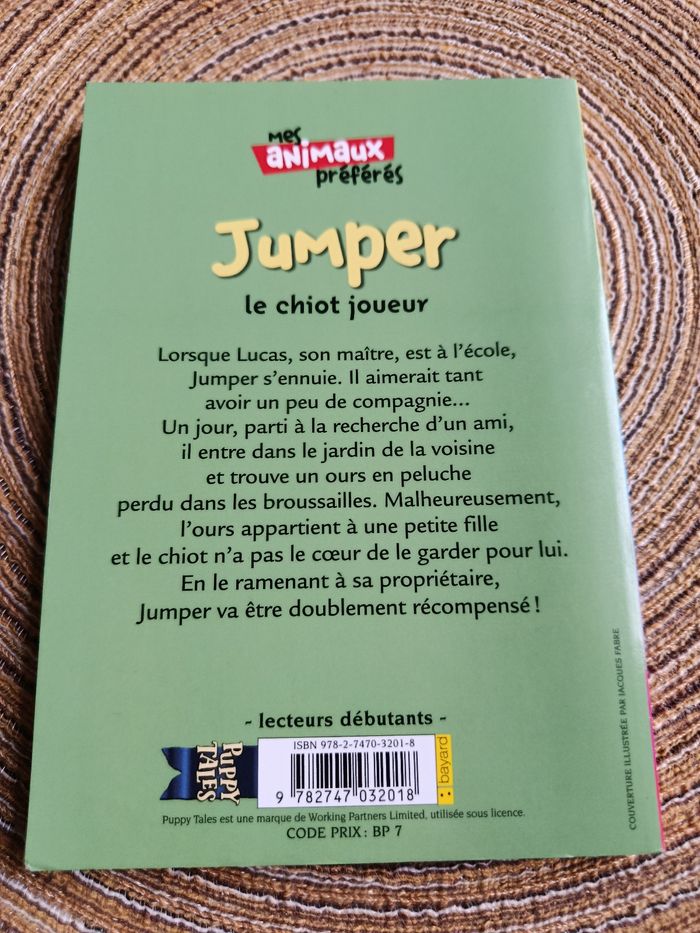 mes
animaux
préférés
Jumper
le chiot joueur
Lorsque Lucas, son maître, est à l'école,
Jumper s'ennuie. Il aimerait tant
avoir un peu de compagnie...
Un jour, parti à la recherche d'un ami,
il entre dans le jardin de la voisine
et trouve un ours en peluche
perdu dans les broussailles. Malheureusement,
l'ours appartient à une petite fille
et le chiot n'a pas le cœur de le garder pour lui.
En le ramenant à sa propriétaire,
Jumper va être doublement récompensé !
- lecteurs débutants -
PUPPY
TALES
ISBN 978-2-7470-3201-8
9 782747 032018
bayard
Puppy Tales est une marque de Working Partners Limited, utilisée sous licence.
CODE PRIX : BP 7
COUVERTURE ILLUSTRÉE PAR JACQUES FABRE